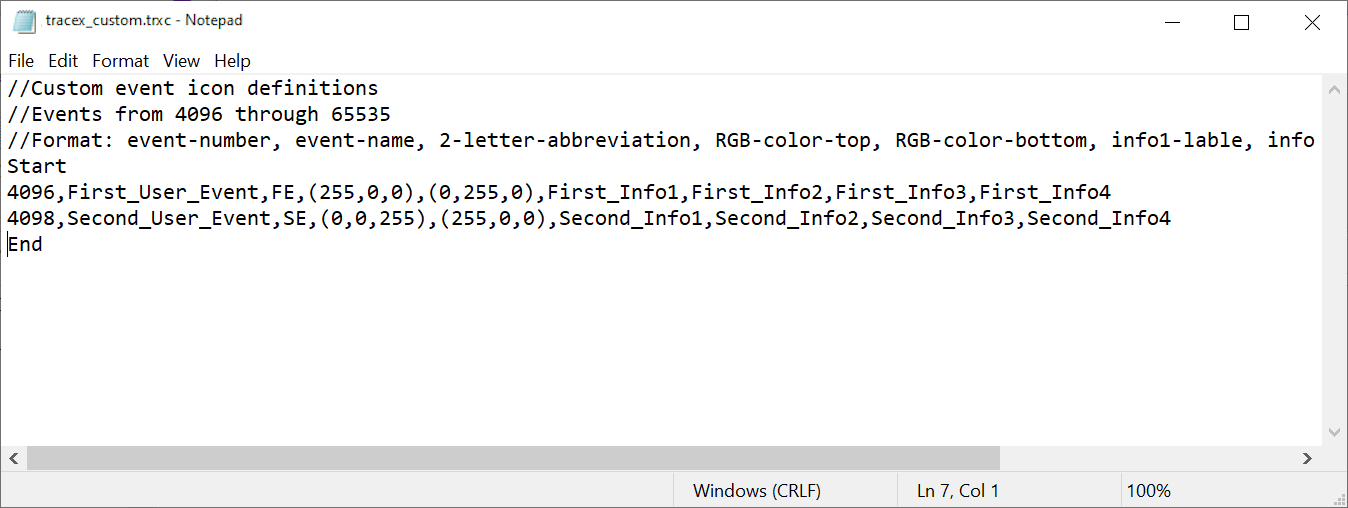 tracex_custom.trxc - Notepad
File Edit Format View Help
//Custom event icon definitions
//Events from 4096 through 65535
//Format: event-number, event-name, 2-letter-abbreviation, RGB-color-top, RGB-color-bottom, info1-lable, info
Start
4096,First_User_Event,FE,(255,0,0),(0,255,0),First_Info1,First_Info2,First_Info3,First_Info4
4098,Second_User_Event,SE,(0,0,255),(255,0,0),Second_Info1,Second_Info2,Second_Info3,Second_Info4
End
Windows (CRLF) Ln 7, Col 1 100%